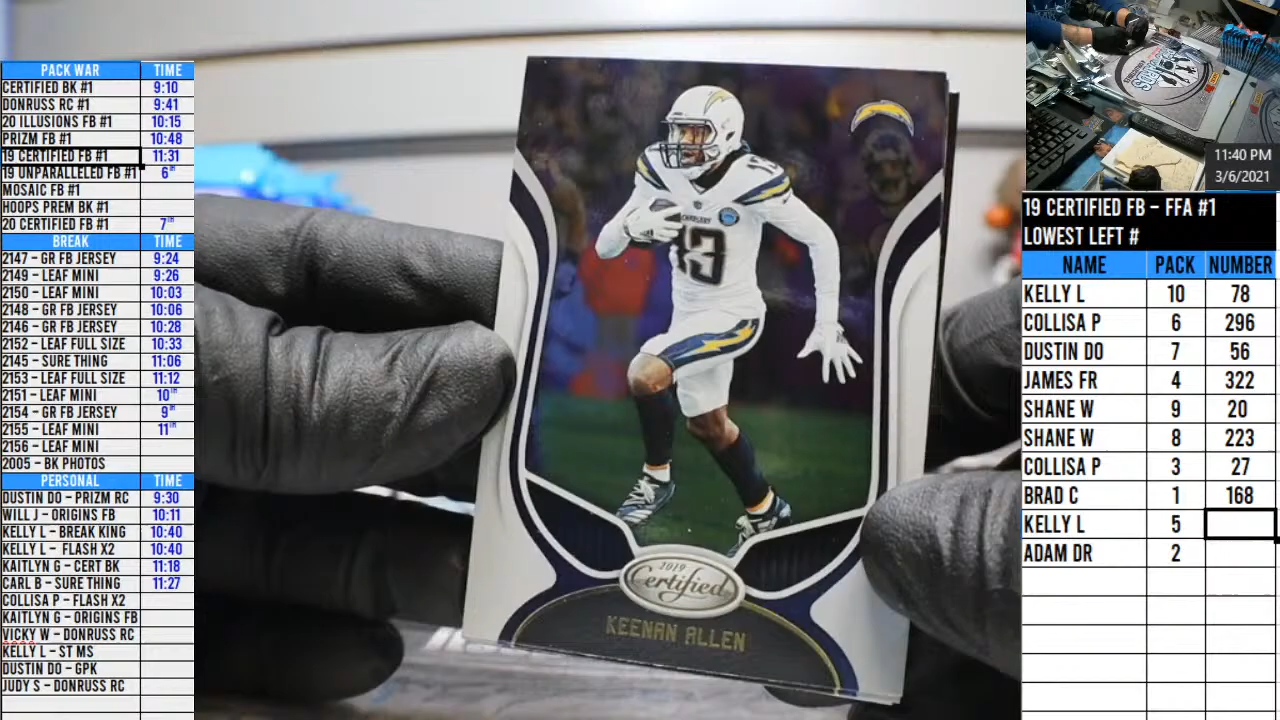 PACK WAR TIME
CERTIFIED BK #1 9:10
DONRUSS RC #1 9:41
20 ILLUSIONS FB #1 10:15
PRIZM FB #1 10:48
19 CERTIFIED FB #1 11:31
19 UNPARALLELED FB #1 6TH
MOSAIC FB #1
HOOPS PREM BK #1
20 CERTIFIED FB #1 7TH
BREAK TIME
2147 – GR FB JERSEY 9:24
2149 – LEAF MINI 9:26
2150 – LEAF MINI 10:03
2148 – GR FB JERSEY 10:06
2146 – GR FB JERSEY 10:28
2152 – LEAF FULL SIZE 10:33
2145 – SURE THING 11:06
2153 – LEAF FULL SIZE 11:12
2151 – LEAF MINI 10TH
2154 – GR FB JERSEY 9TH
2155 – LEAF MINI 11TH
2156 – LEAF MINI
2005 – BK PHOTOS
PERSONAL TIME
DUSTIN DO – PRIZM RC 9:30
WILL J – ORIGINS FB 10:11
KELLY L – BREAK KING 10:40
KELLY L – FLASH X2 10:40
KAITLYN G – CERT BK 11:18
CARL B – SURE THING 11:27
COLLISA P – FLASH X2
KAITLYN G – ORIGINS FB
VICKY W – DONRUSS RC
KELLY L – ST MS
DUSTIN DO – GPK
JUDY S – DONRUSS RC
CHARGERS
13
13
2019
Certified
KEENAN ALLEN
11:40 PM
3/6/2021
19 CERTIFIED FB – FFA #1
LOWEST LEFT #
NAME PACK NUMBER
KELLY L 10 78
COLLISA P 6 296
DUSTIN DO 7 56
JAMES FR 4 322
SHANE W 9 20
SHANE W 8 223
COLLISA P 3 27
BRAD C 1 168
KELLY L 5
ADAM DR 2